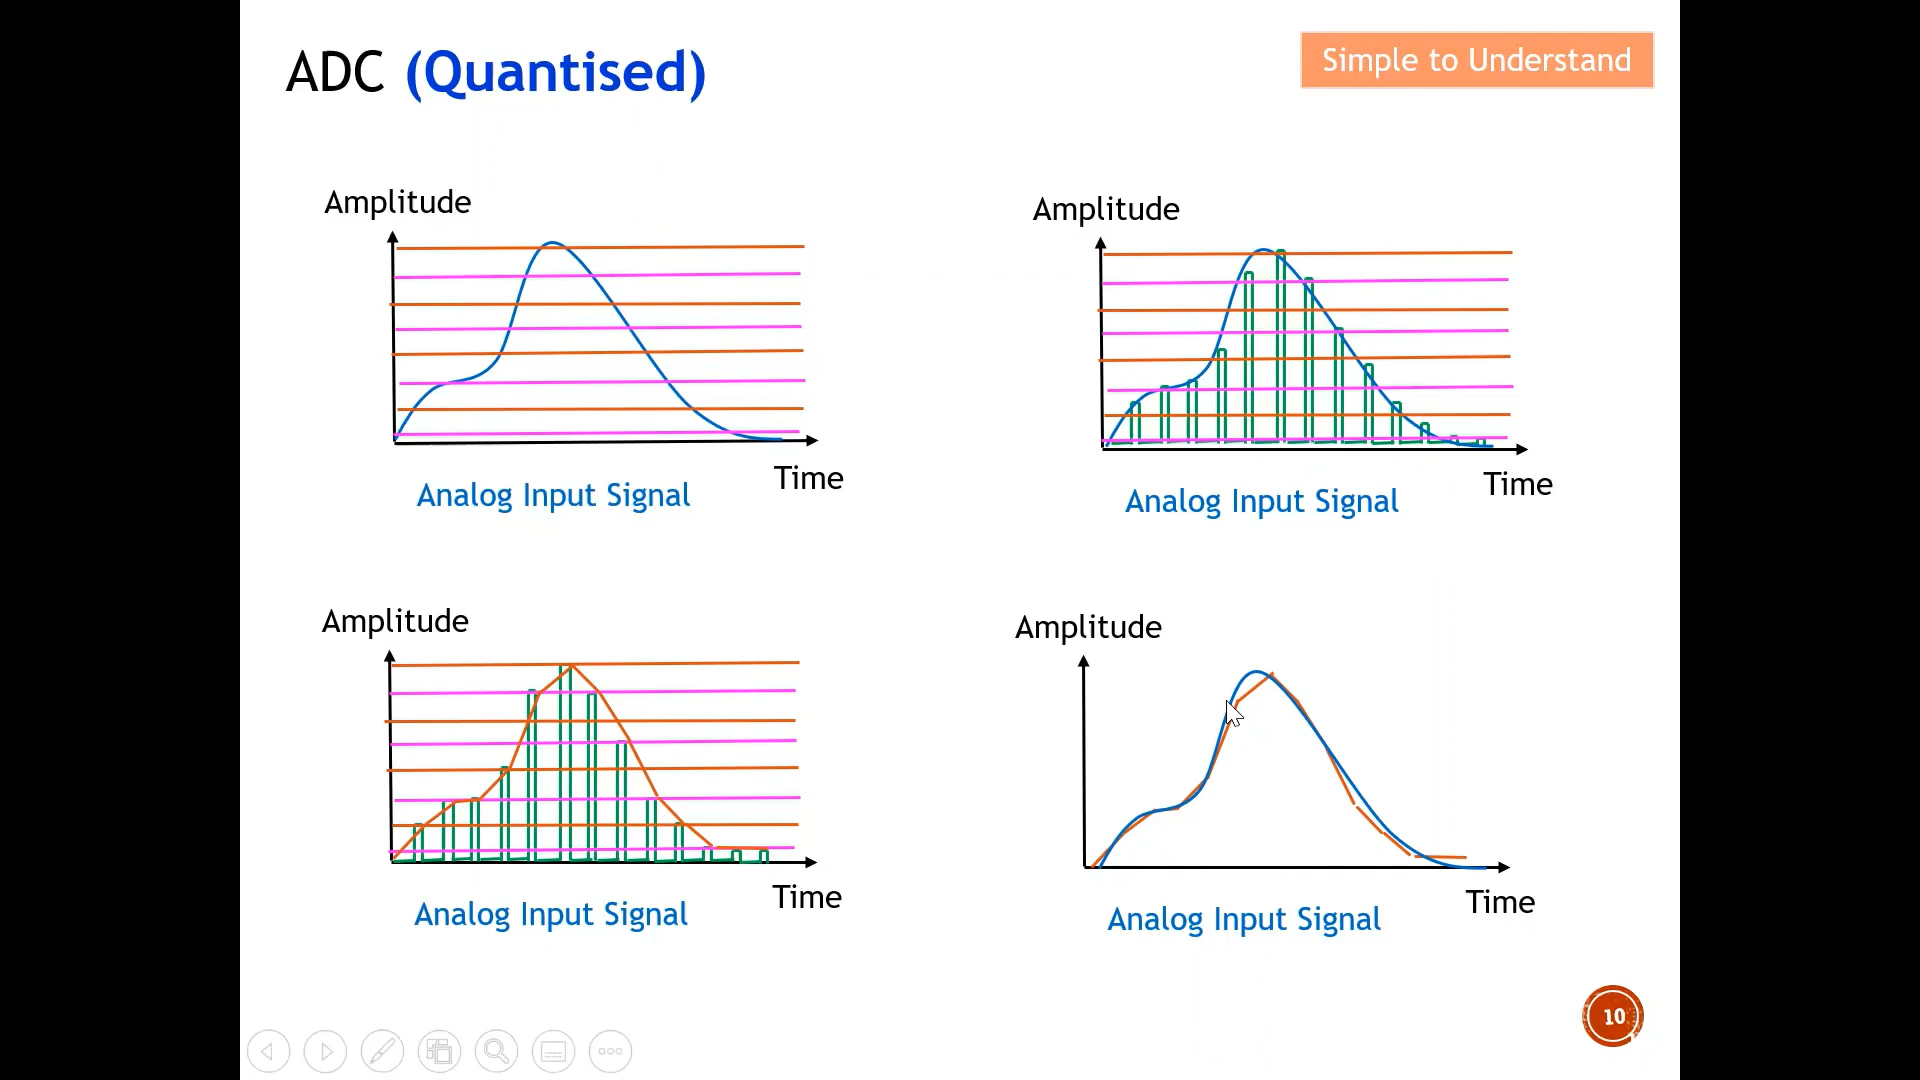 ADC (Quantised)
Simple to Understand
Amplitude
Time
Analog Input Signal
Amplitude
Time
Analog Input Signal
Amplitude
Time
Analog Input Signal
Amplitude
Time
Analog Input Signal
10